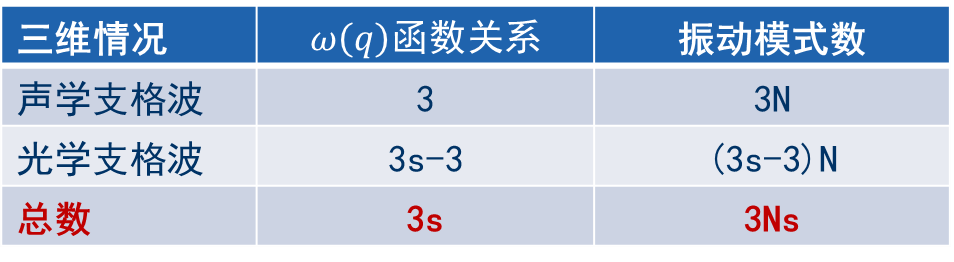 三维情况 ω(q)函数关系 振动模式数
声学支格波 3 3N
光学支格波 3s-3 (3s-3)N
总数 3s 3Ns